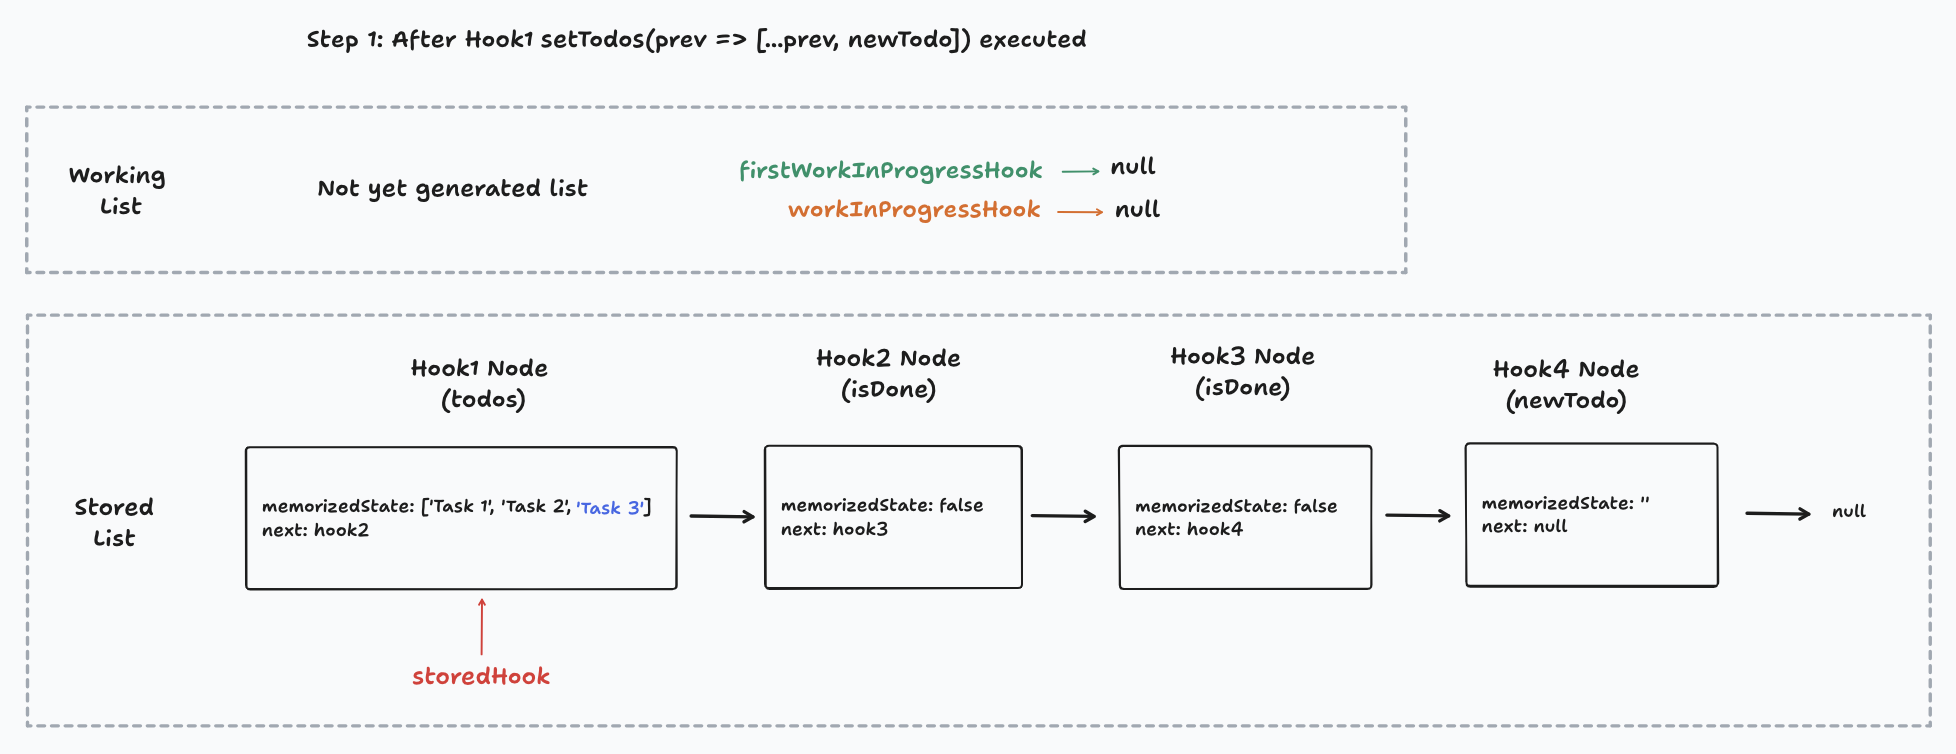 Step 1: After Hook1 setTodos(prev => [...prev, newTodo]) executed
Working
List
Not yet generated list
firstWorkInProgressHook
null
workInProgressHook
null
Hook1 Node
(todos)
Hook2 Node
(isDone)
Hook3 Node
(isDone)
Hook4 Node
(newTodo)
Stored
List
memorizedState: ['Task 1', 'Task 2', 'Task 3']
next: hook2
memorizedState: false
next: hook3
memorizedState: false
next: hook4
memorizedState: ''
next: null
null
storedHook